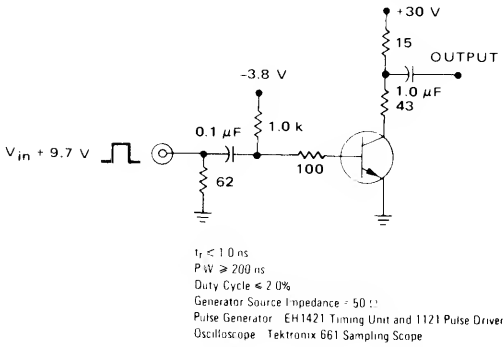 +30 V
15
OUTPUT
-3.8 V
1.0 µF
43
0.1 µF
1.0 k
Vin + 9.7 V
62
100
tr ≤ 1.0 ns
PW ≥ 200 ns
Duty Cycle ≤ 2.0%
Generator Source Impedance = 50 Ω
Pulse Generator EH1421 Timing Unit and 1121 Pulse Driver
Oscilloscope Tektronix 661 Sampling Scope